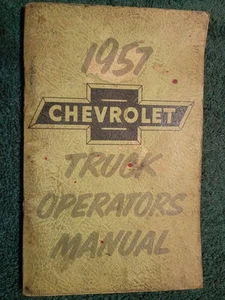 1957
CHEVROLET
TRUCK
OPERATORS
MANUAL